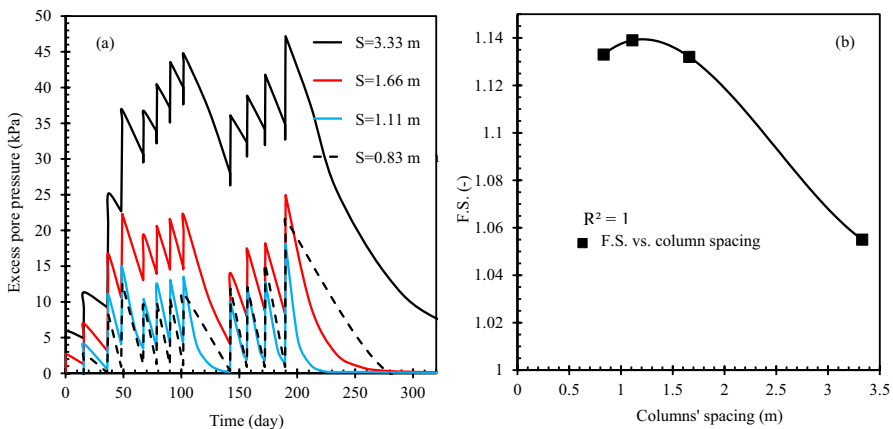 (a)
S=3.33 m
S=1.66 m
S=1.11 m
S=0.83 m
Excess pore pressure (kPa)
50
45
40
35
30
25
20
15
10
5
0
0 50 100 150 200 250 300
Time (day)
(b)
F.S. (-)
1.14
1.12
1.1
1.08
1.06
1.04
1.02
1
R² = 1
F.S. vs. column spacing
0 0.5 1 1.5 2 2.5 3 3.5
Columns' spacing (m)